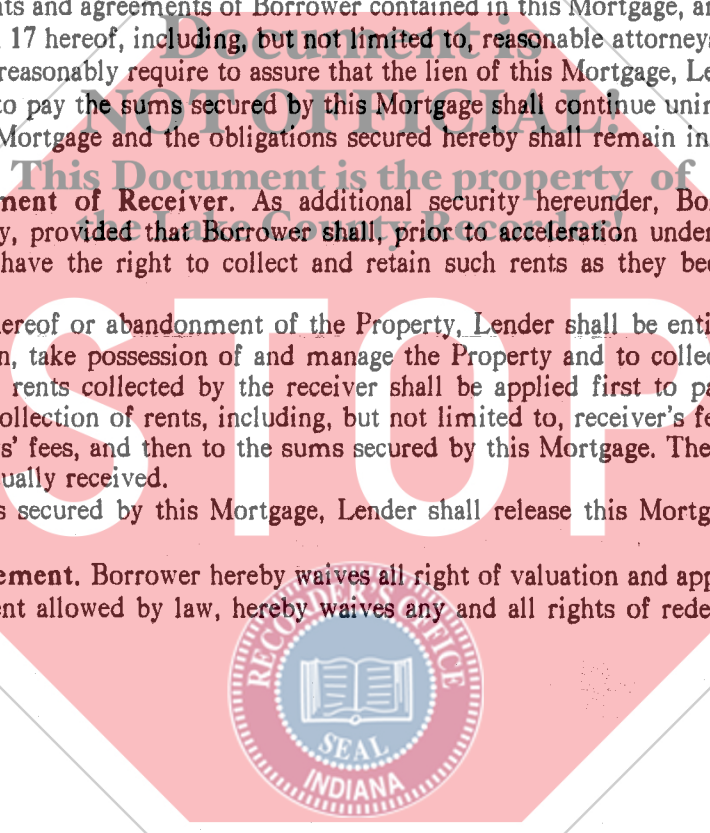 nts and agreements of Borrower contained in this Mortgage, an
Document is
17 hereof, including, but not limited to, reasonable attorneys
reasonably require to assure that the lien of this Mortgage, Le
to pay the sums secured by this Mortgage shall continue unim
NOT OFFICIAL!
Mortgage and the obligations secured hereby shall remain in
This Document is the property of
ment of Receiver. As additional security hereunder, Bo
the Lake County Recorder!
y, provided that Borrower shall, prior to acceleration under
have the right to collect and retain such rents as they be
ereof or abandonment of the Property, Lender shall be enti
n, take possession of and manage the Property and to collec
rents collected by the receiver shall be applied first to pa
ollection of rents, including, but not limited to, receiver's fe
s' fees, and then to the sums secured by this Mortgage. The
ually received.
STOP
s secured by this Mortgage, Lender shall release this Mortg
ement. Borrower hereby waives all right of valuation and app
ent allowed by law, hereby waives any and all rights of rede
RECORDER'S OFFICE
SEAL
INDIANA